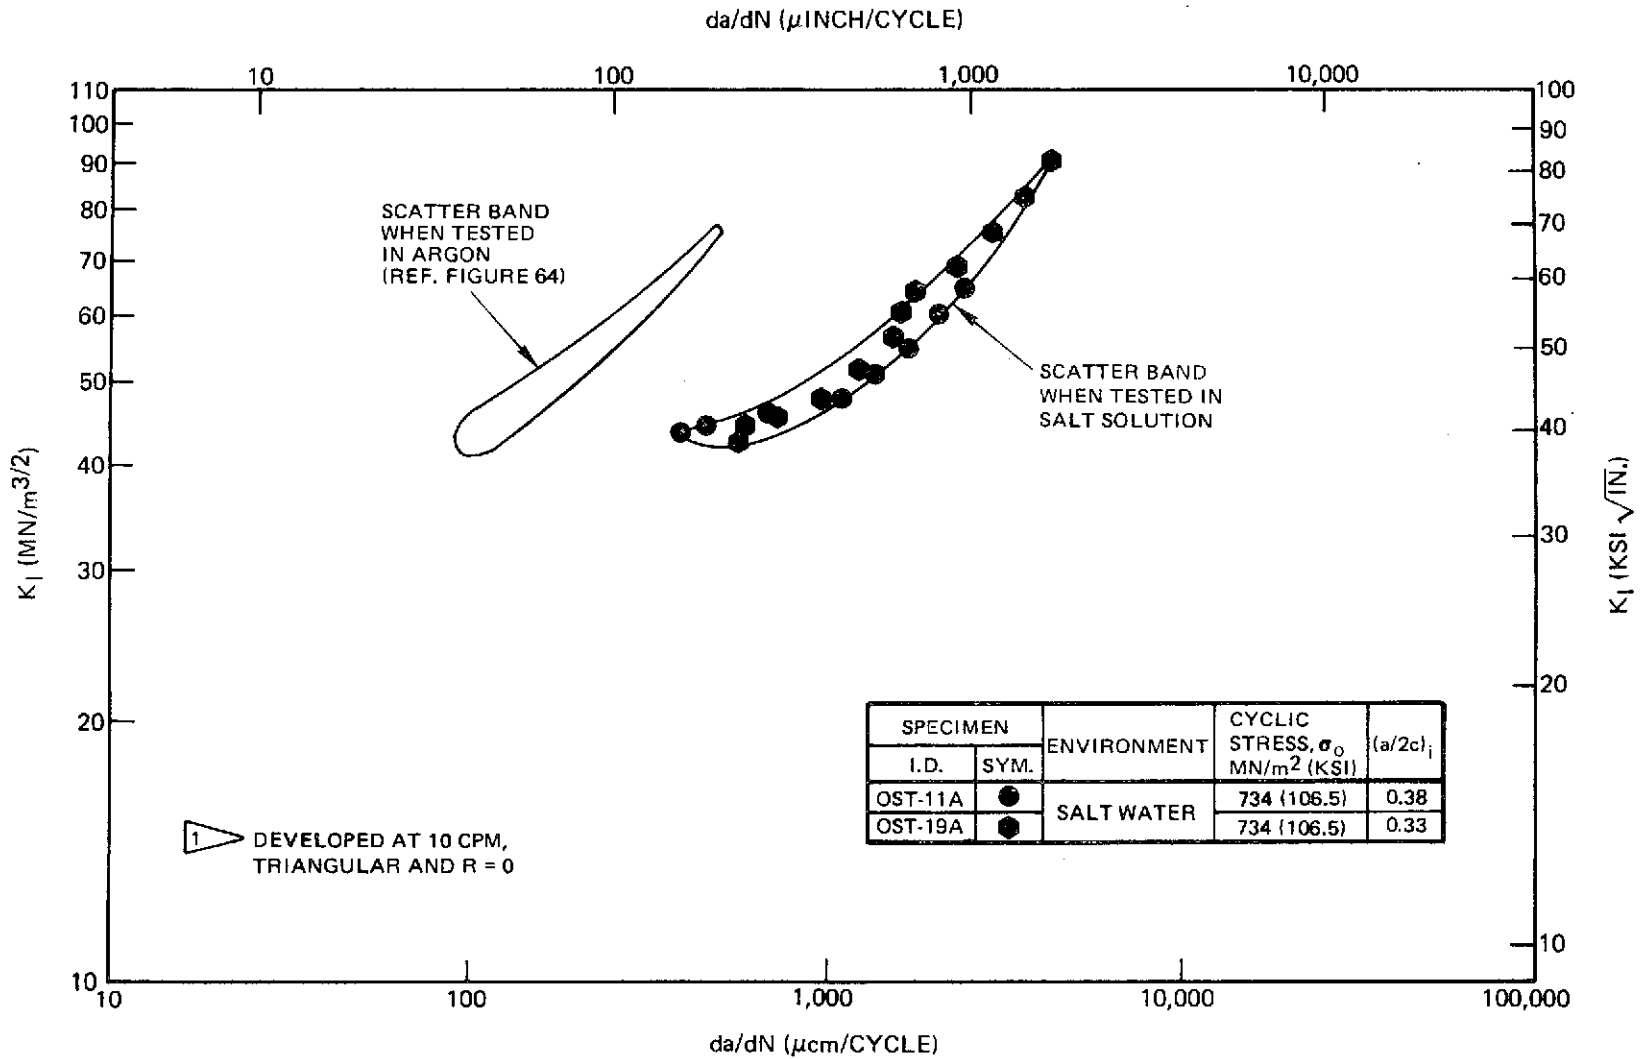 da/dN (μINCH/CYCLE)
10 100 1,000 10,000
110
100
90
80
70
60
50
40
30
20
10
K_I (MN/m^3/2)
100
90
80
70
60
50
40
30
20
10
K_I (KSI √IN.)
SCATTER BAND
WHEN TESTED
IN ARGON
(REF. FIGURE 64)
SCATTER BAND
WHEN TESTED IN
SALT SOLUTION
SPECIMEN ENVIRONMENT CYCLIC STRESS, σ_o MN/m^2 (KSI) (a/2c)_i
I.D. SYM.
OST-11A SALT WATER 734 (106.5) 0.38
OST-19A 734 (106.5) 0.33
1 DEVELOPED AT 10 CPM,
TRIANGULAR AND R = 0
10 100 1,000 10,000 100,000
da/dN (μcm/CYCLE)